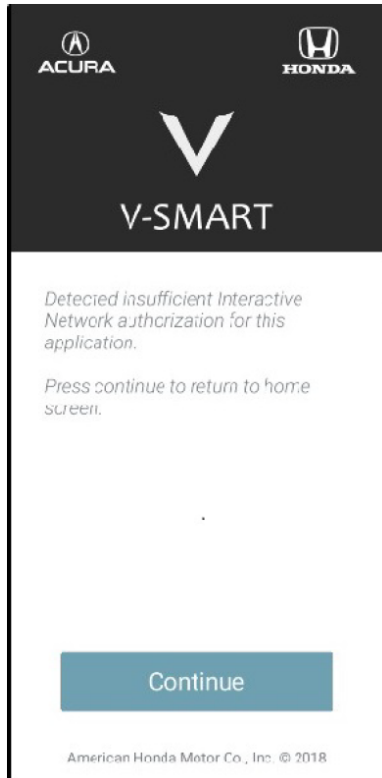 ACURA
HONDA
V-SMART
Detected insufficient Interactive
Network authorization for this
application.
Press continue to return to home
screen.
Continue
American Honda Motor Co., Inc. © 2018